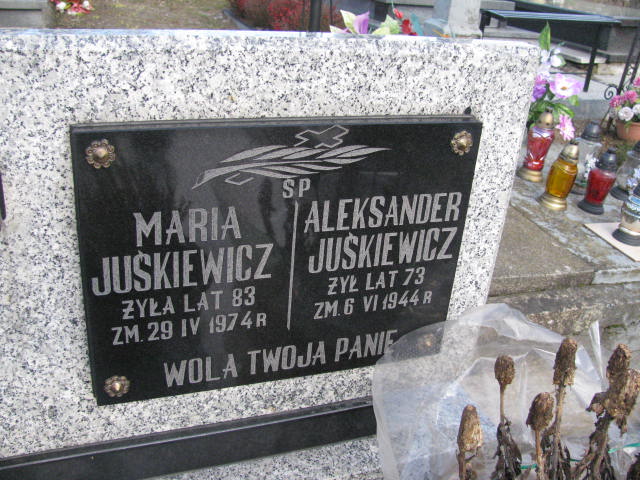 ŚP
MARIA
JUŚKIEWICZ
ŻYŁA LAT 83
ZM. 29 IV 1974 R
ALEKSANDER
JUŚKIEWICZ
ŻYŁ LAT 73
ZM. 6 VI 1944 R
WOLA TWOJA PANIE